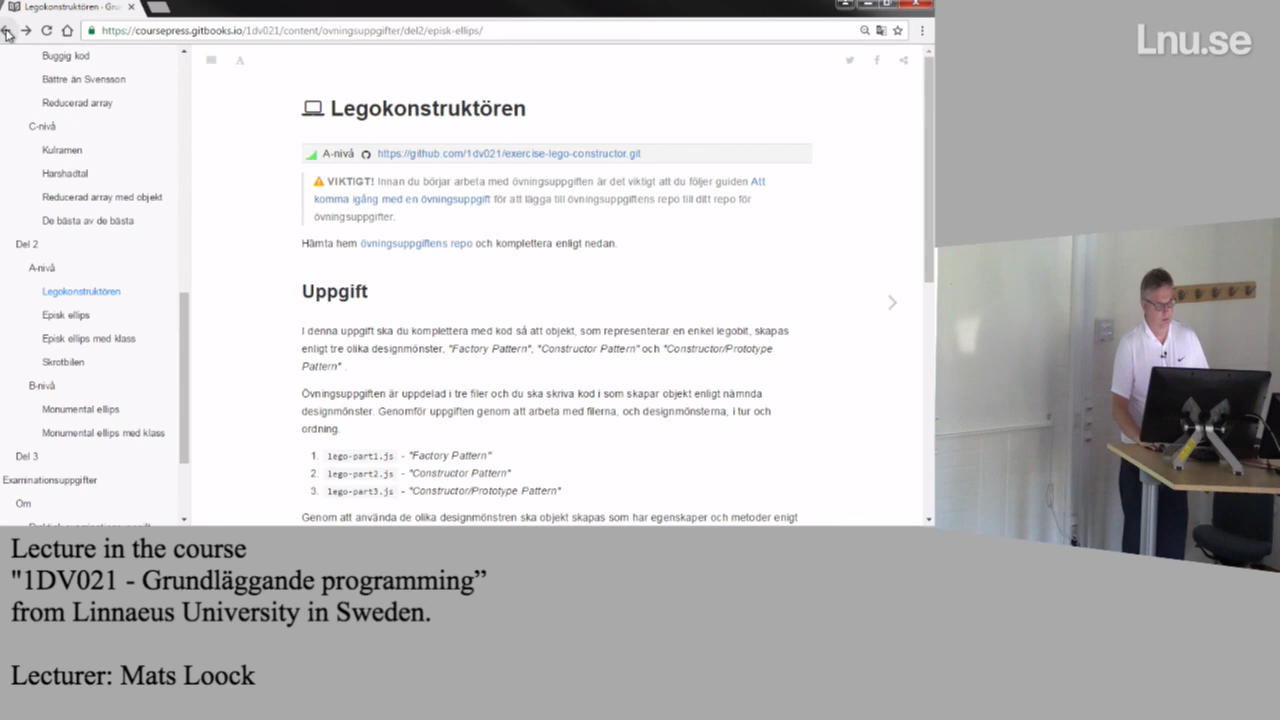 Legokonstruktören - Gru
https://coursepress.gitbooks.io/1dv021/content/ovningsuppgifter/del2/episk-ellips/
Lnu.se
Buggig kod
Bättre än Svensson
Reducerad array
C-nivå
Kulramen
Harshadtal
Reducerad array med objekt
De bästa av de bästa
Del 2
A-nivå
Legokonstruktören
Episk ellips
Episk ellips med klass
Skrotbilen
B-nivå
Monumental ellips
Monumental ellips med klass
Del 3
Examinationsuppgifter
Om
A
Legokonstruktören
A-nivå https://github.com/1dv021/exercise-lego-constructor.git
VIKTIGT! Innan du börjar arbeta med övningsuppgiften är det viktigt att du följer guiden Att
komma igång med en övningsuppgift för att lägga till övningsuppgiftens repo till ditt repo för
övningsuppgifter.
Hämta hem övningsuppgiftens repo och komplettera enligt nedan.
Uppgift
I denna uppgift ska du komplettera med kod så att objekt, som representerar en enkel legobit, skapas
enligt tre olika designmönster, "Factory Pattern", "Constructor Pattern" och "Constructor/Prototype
Pattern" .
Övningsuppgiften är uppdelad i tre filer och du ska skriva kod i som skapar objekt enligt nämnda
designmönster. Genomför uppgiften genom att arbeta med filerna, och designmönsterna, i tur och
ordning.
1. lego-part1.js - "Factory Pattern"
2. lego-part2.js - "Constructor Pattern"
3. lego-part3.js - "Constructor/Prototype Pattern"
Genom att använda de olika designmönstren ska objekt skapas som har egenskaper och metoder enligt
Lecture in the course
"1DV021 - Grundläggande programming”
from Linnaeus University in Sweden.
Lecturer: Mats Loock